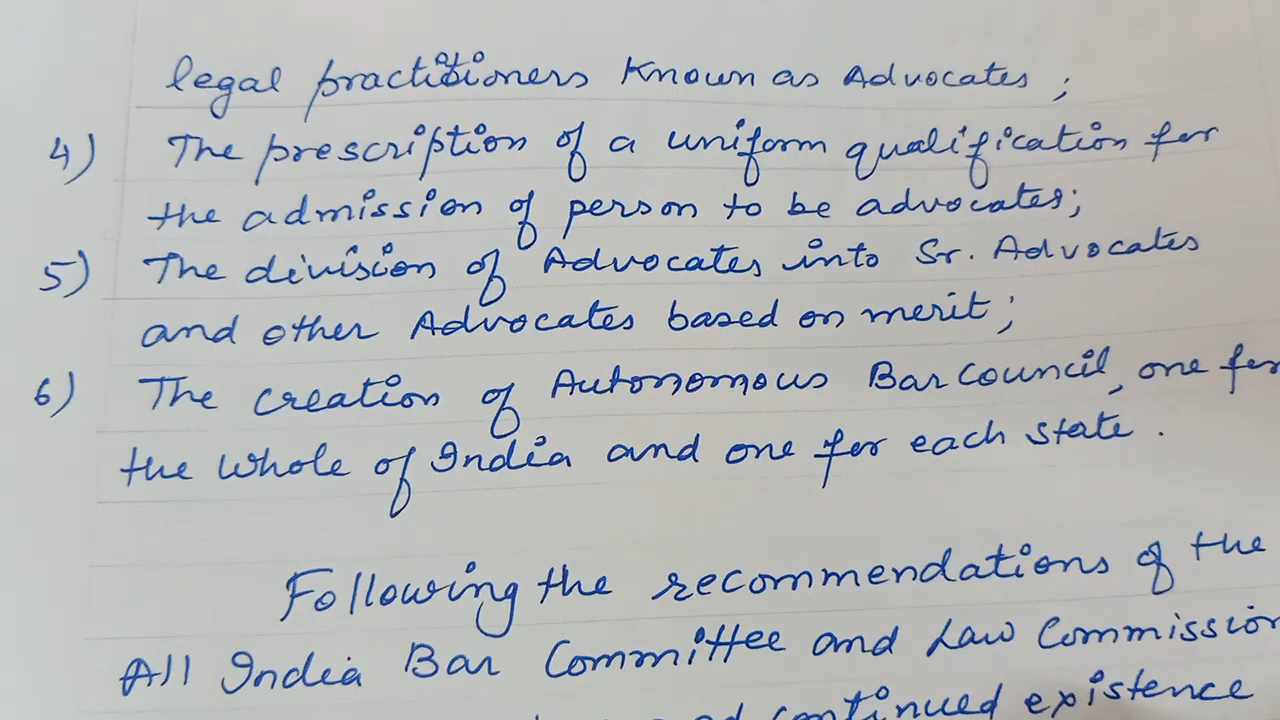 legal practitioners Known as Advocates ;
4) The prescription of a uniform qualification for
the admission of person to be advocates;
5) The division of Advocates into Sr. Advocates
and other Advocates based on merit ;
6) The creation of Autonomous Bar Council, one for
the whole of India and one for each state .
Following the recommendations of the
All India Bar Committee and Law Commission
continued existence